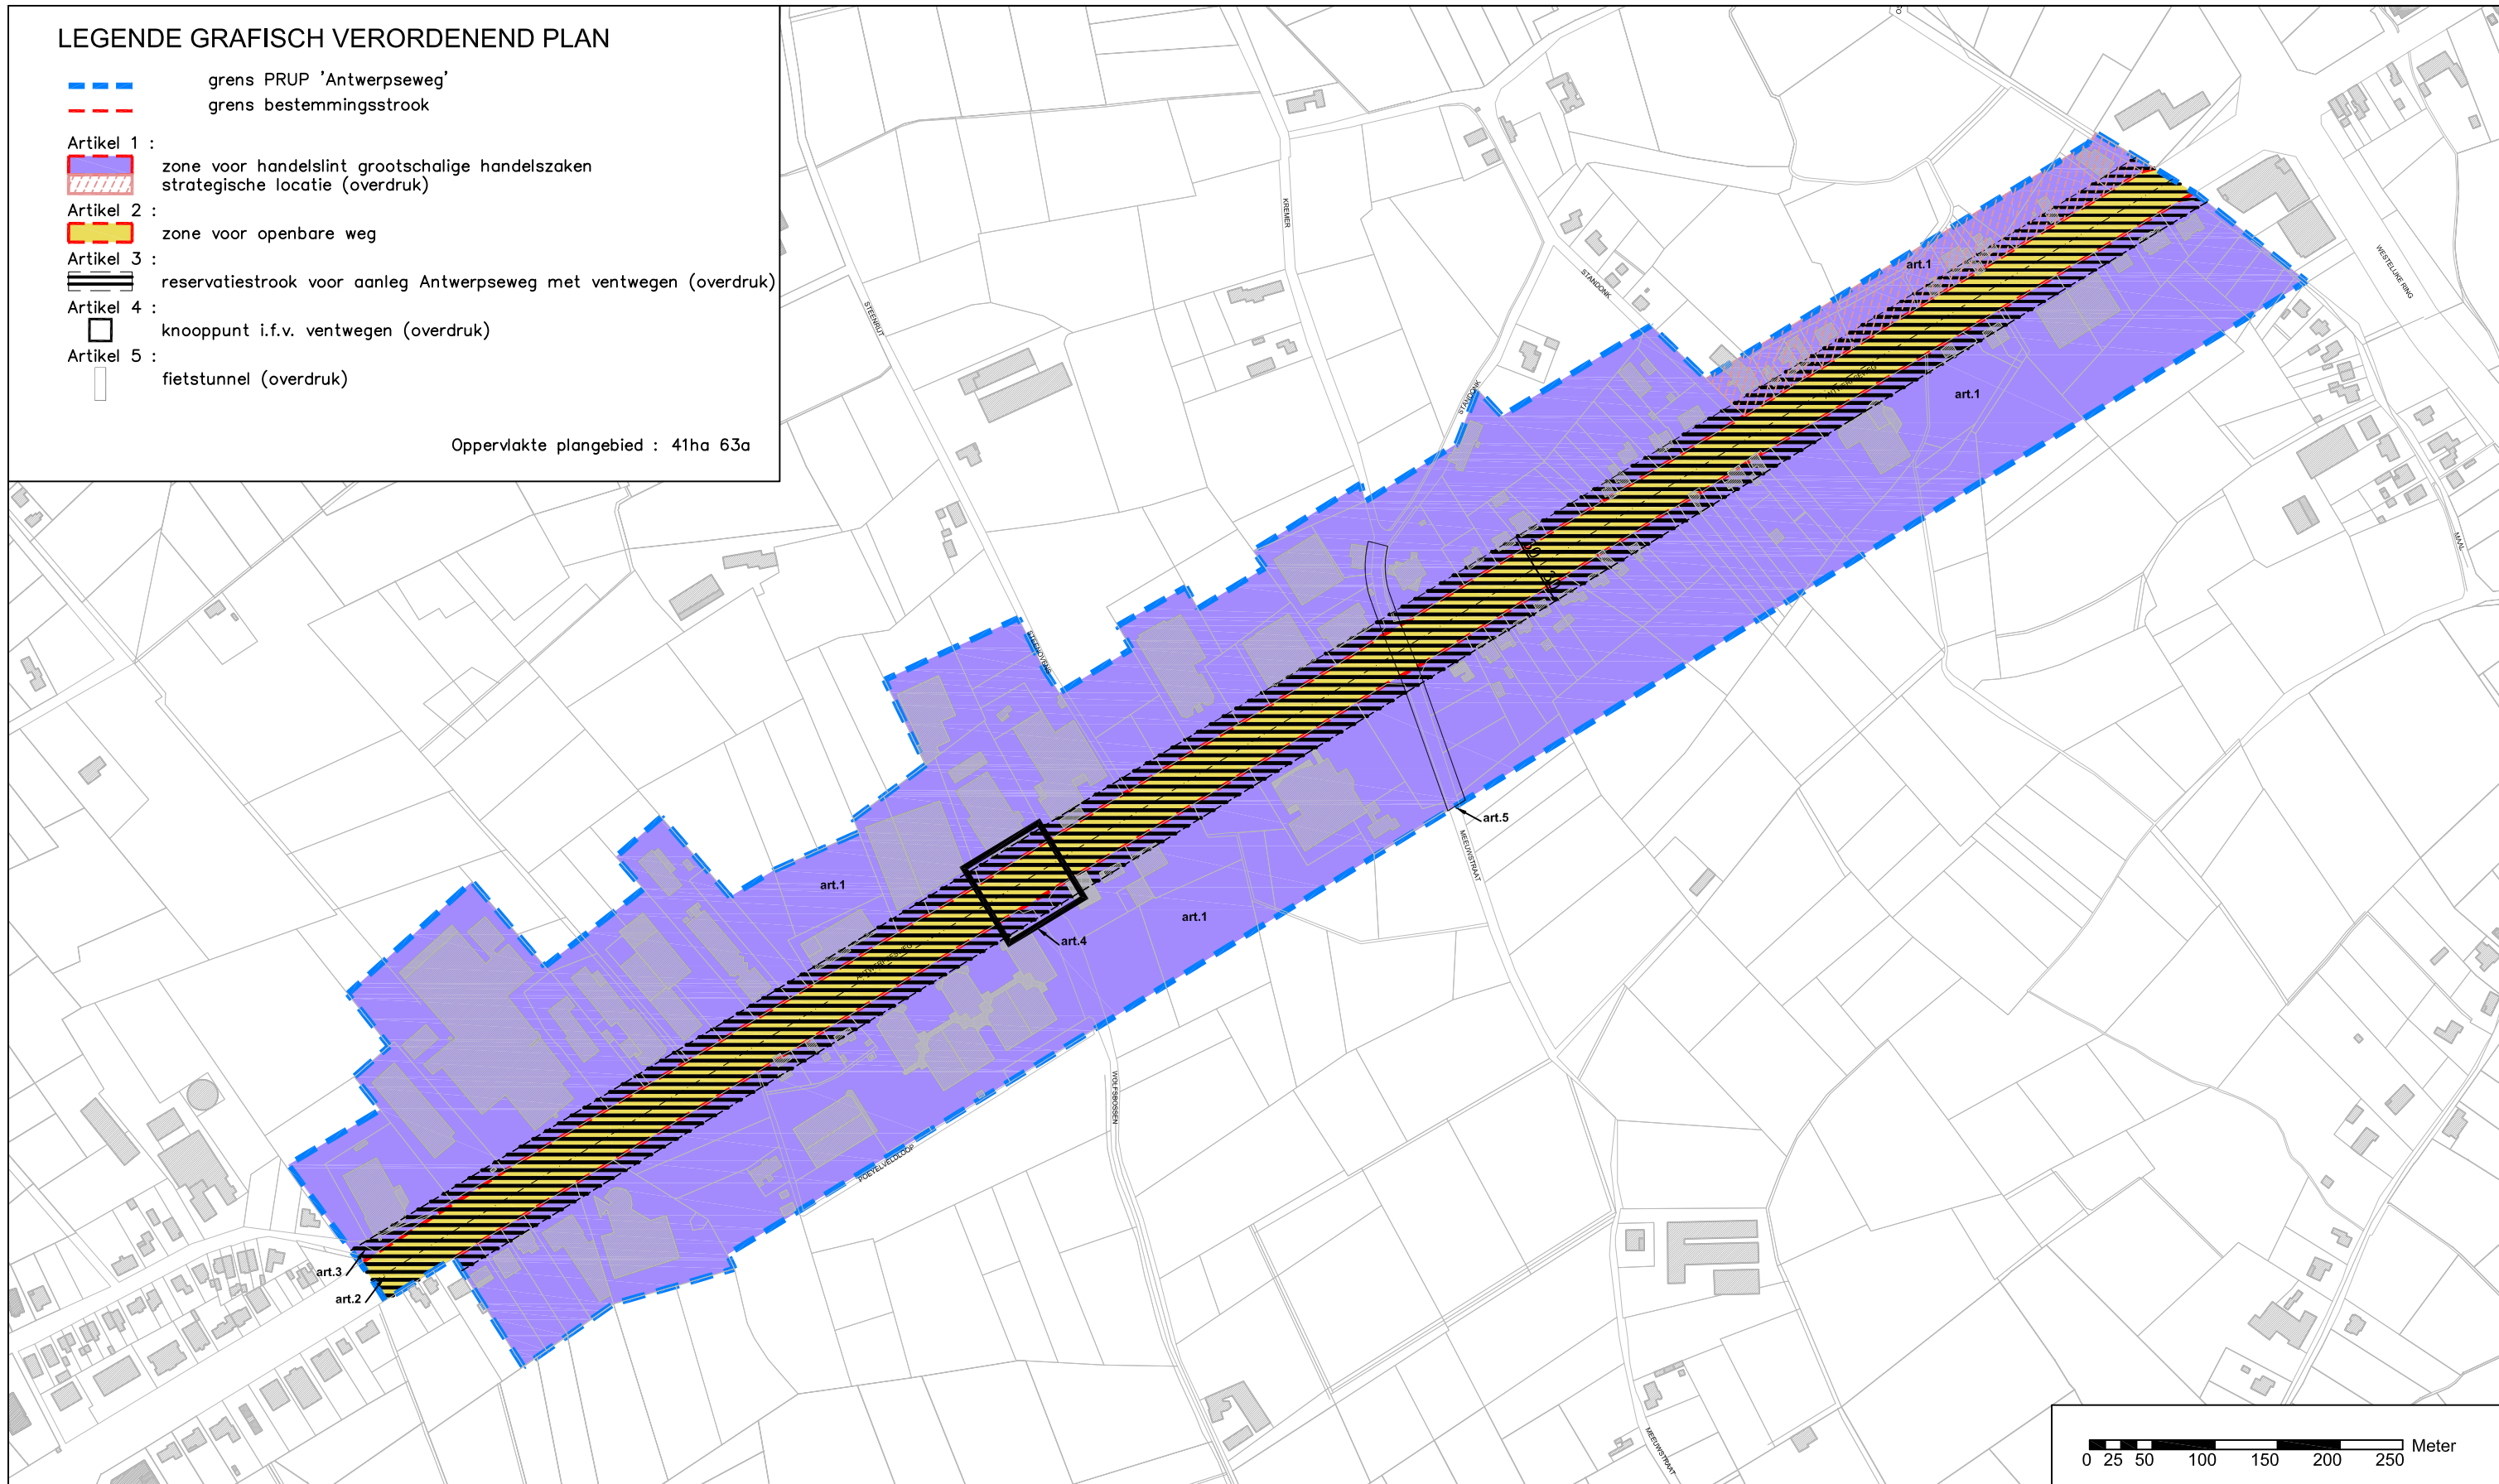 LEGENDE GRAFISCH VERORDENEND PLAN
grens PRUP 'Antwerpseweg'
grens bestemmingsstrook
Artikel 1 :
zone voor handelslint grootschalige handelszaken
strategische locatie (overdruk)
Artikel 2 :
zone voor openbare weg
Artikel 3 :
reservatiestrook voor aanleg Antwerpseweg met ventwegen (overdruk)
Artikel 4 :
knooppunt i.f.v. ventwegen (overdruk)
Artikel 5 :
fietstunnel (overdruk)
Oppervlakte plangebied : 41ha 63a
KREMER
STEENRIJT
STANDONK
STANDONK
WESTELIJKE RING
MAAL
art.1
art.1
art.5
MEEUWSTRAAT
art.1
art.1
art.4
ANTWERPSEWEG
WOLFSBOSSEN
POEYELVELDLOOP
art.3
art.2
MEEUWSTRAAT
0 25 50 100 150 200 250 Meter